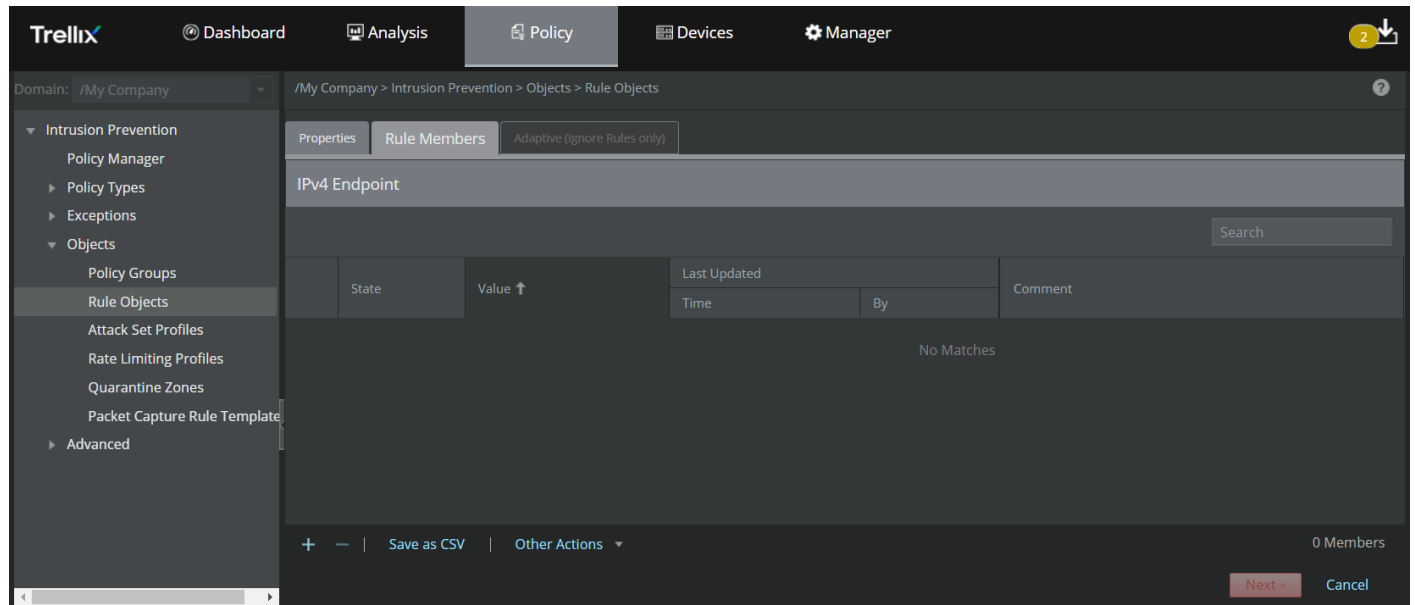 Trellix Dashboard Analysis Policy Devices Manager 2
Domain: /My Company
/My Company > Intrusion Prevention > Objects > Rule Objects ?
Intrusion Prevention
Policy Manager
Policy Types
Exceptions
Objects
Policy Groups
Rule Objects
Attack Set Profiles
Rate Limiting Profiles
Quarantine Zones
Packet Capture Rule Template
Advanced
Properties Rule Members Adaptive (Ignore Rules only)
IPv4 Endpoint
Search
State Value Last Updated Comment
Time By
No Matches
+ − | Save as CSV | Other Actions 0 Members
Next > Cancel